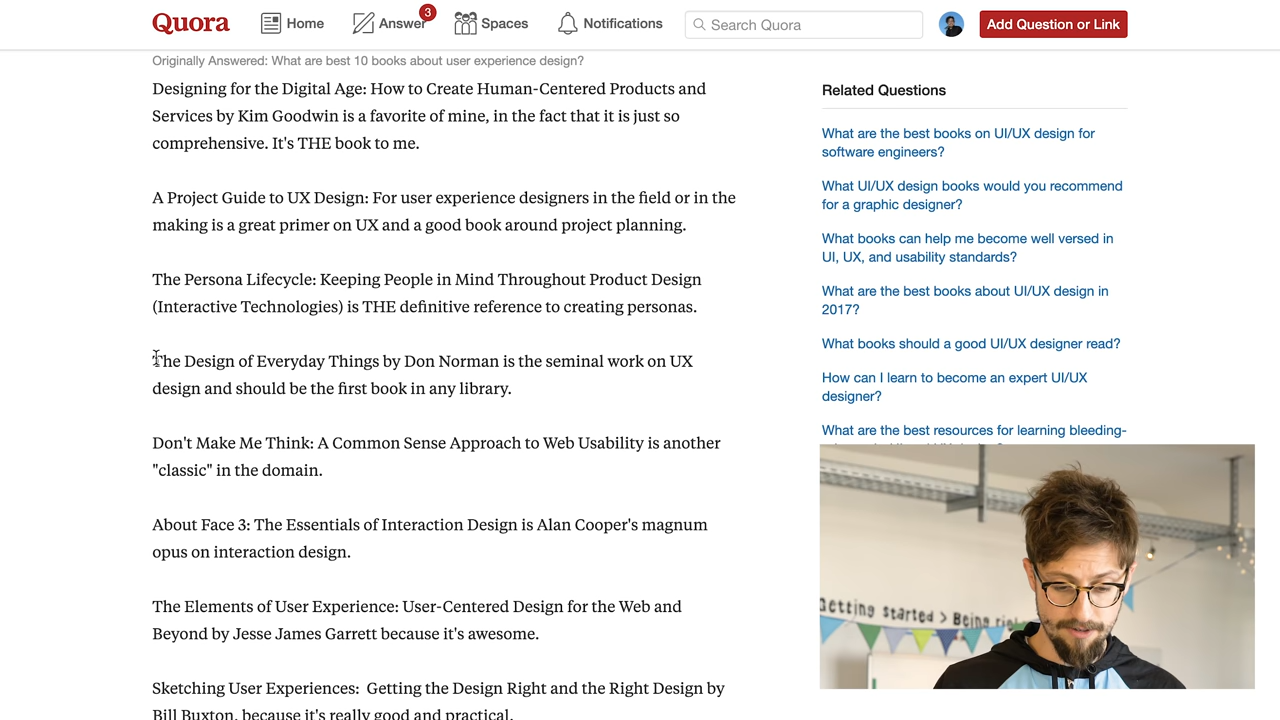 Quora
Home
Answer
3
Spaces
Notifications
Search Quora
Add Question or Link
Originally Answered: What are best 10 books about user experience design?
Designing for the Digital Age: How to Create Human-Centered Products and
Services by Kim Goodwin is a favorite of mine, in the fact that it is just so
comprehensive. It's THE book to me.
A Project Guide to UX Design: For user experience designers in the field or in the
making is a great primer on UX and a good book around project planning.
The Persona Lifecycle: Keeping People in Mind Throughout Product Design
(Interactive Technologies) is THE definitive reference to creating personas.
The Design of Everyday Things by Don Norman is the seminal work on UX
design and should be the first book in any library.
Don't Make Me Think: A Common Sense Approach to Web Usability is another
"classic" in the domain.
About Face 3: The Essentials of Interaction Design is Alan Cooper's magnum
opus on interaction design.
The Elements of User Experience: User-Centered Design for the Web and
Beyond by Jesse James Garrett because it's awesome.
Sketching User Experiences:  Getting the Design Right and the Right Design by
Bill Buxton, because it's really good and practical.
Related Questions
What are the best books on UI/UX design for
software engineers?
What UI/UX design books would you recommend
for a graphic designer?
What books can help me become well versed in
UI, UX, and usability standards?
What are the best books about UI/UX design in
2017?
What books should a good UI/UX designer read?
How can I learn to become an expert UI/UX
designer?
What are the best resources for learning bleeding-
Getting started > Being